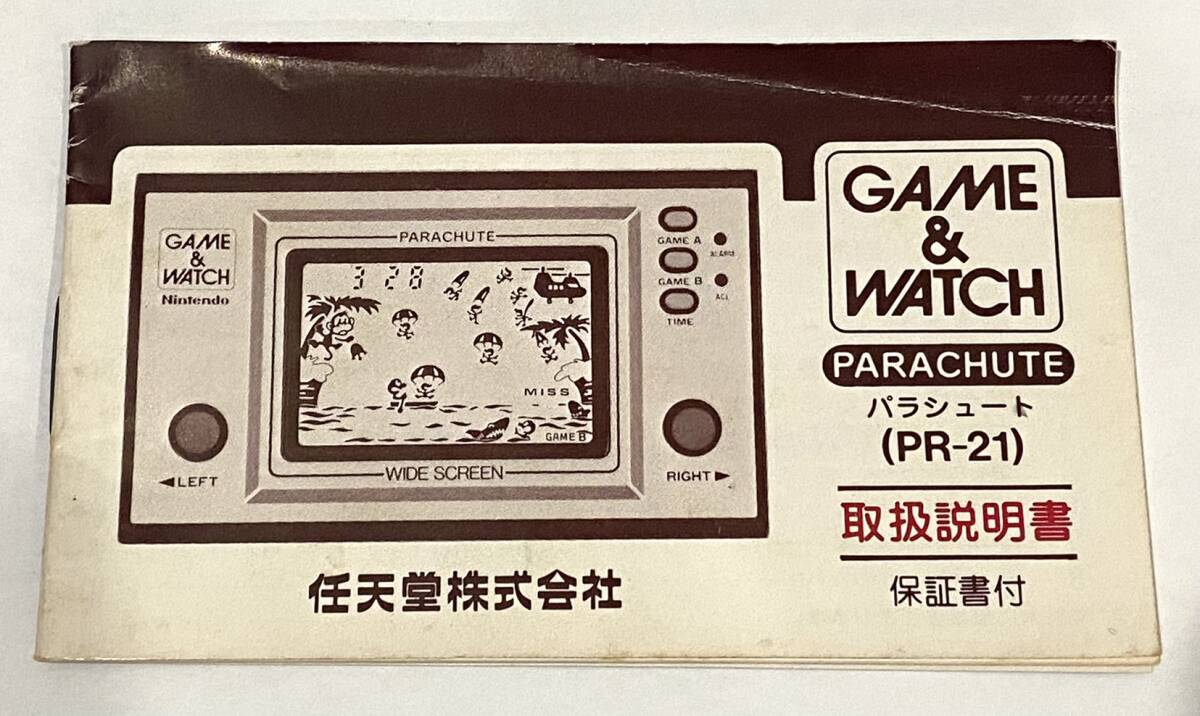 GAME
&
WATCH
Nintendo
PARACHUTE
3 28
MISS
GAME B
WIDE SCREEN
GAME A
ALARM
GAME B
ACL
TIME
◀LEFT
RIGHT▶
任天堂株式会社
GAME
&
WATCH
PARACHUTE
パラシュート
(PR-21)
取扱説明書
保証書付